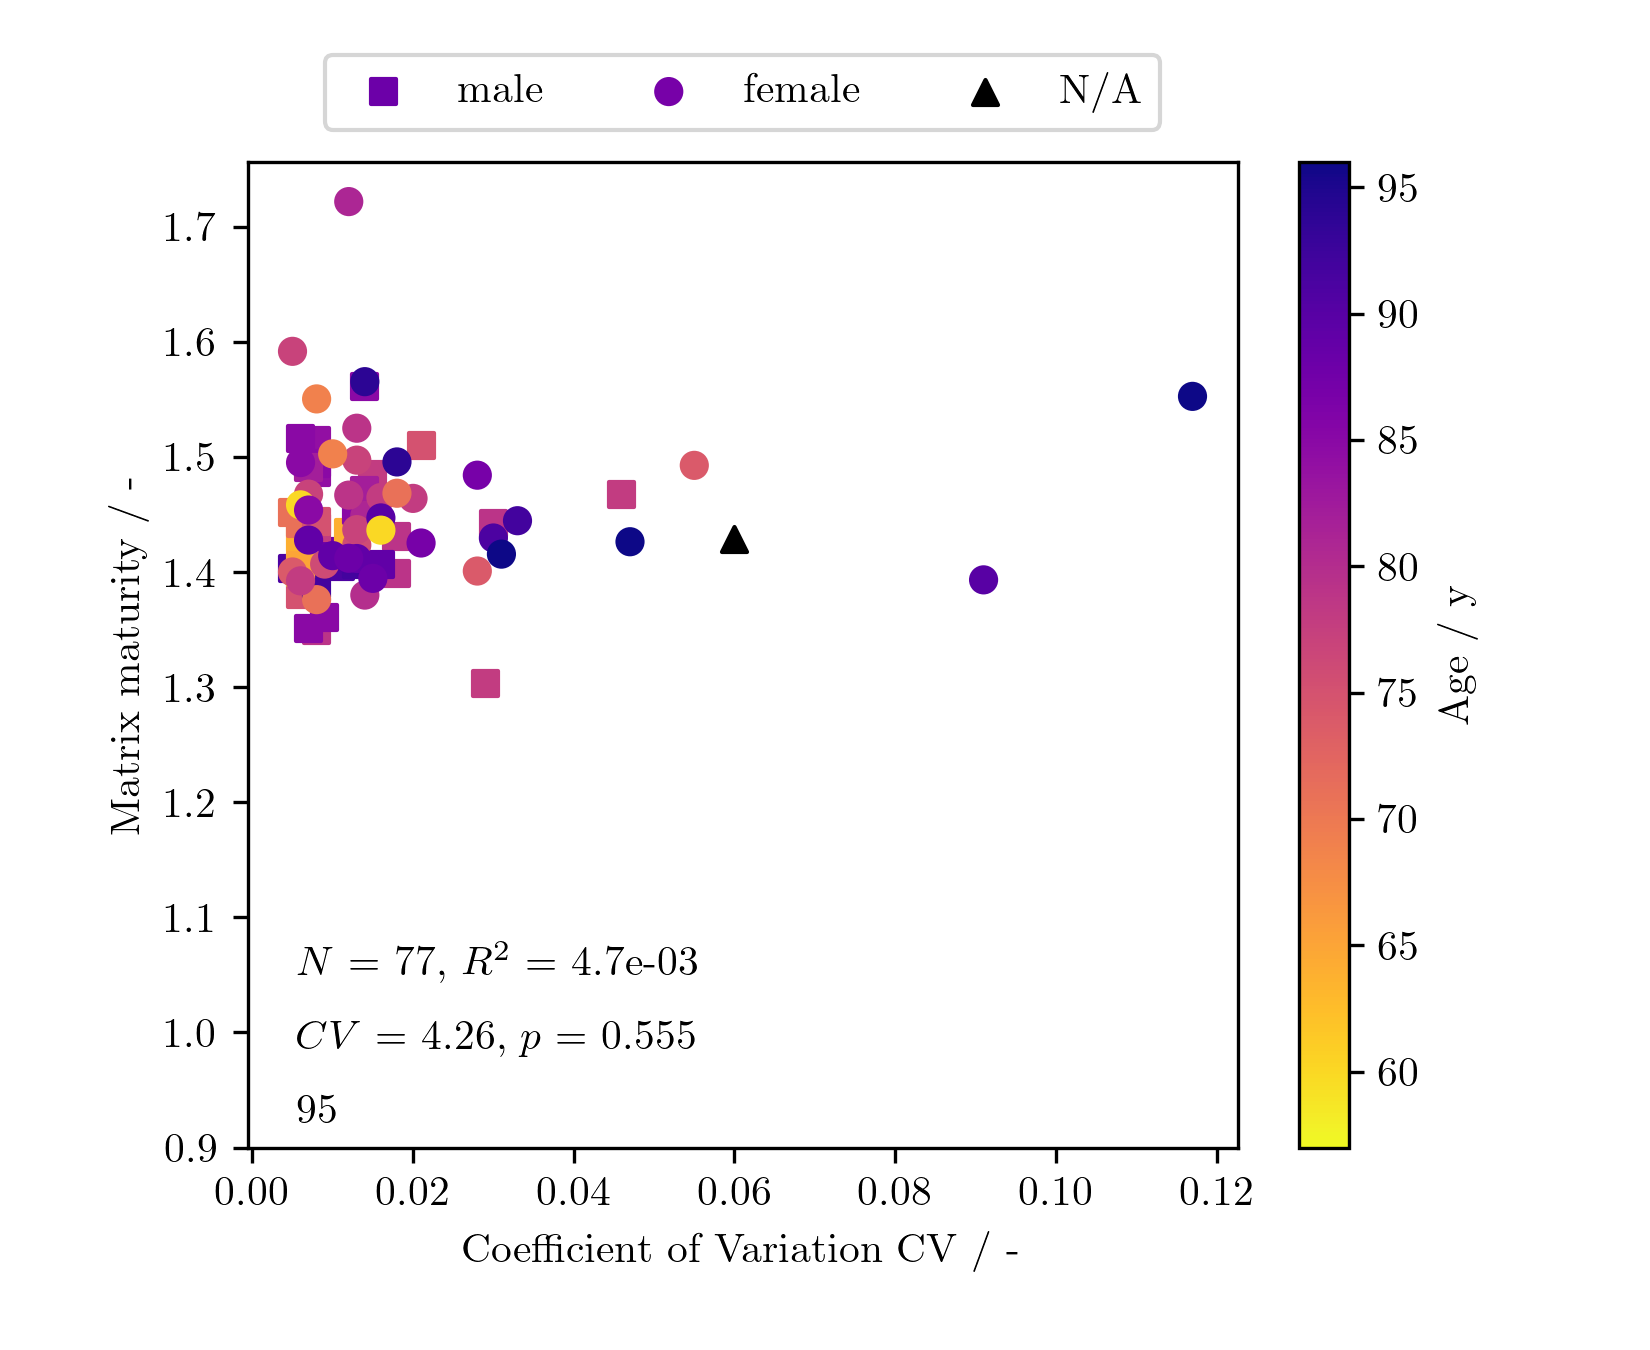 male female N/A
1.7
1.6
1.5
1.4
1.3
1.2
1.1
1.0
0.9
Matrix maturity / -
N = 77, R² = 4.7e-03
CV = 4.26, p = 0.555
95
0.00 0.02 0.04 0.06 0.08 0.10 0.12
Coefficient of Variation CV / -
95
90
85
80
75
70
65
60
Age / y